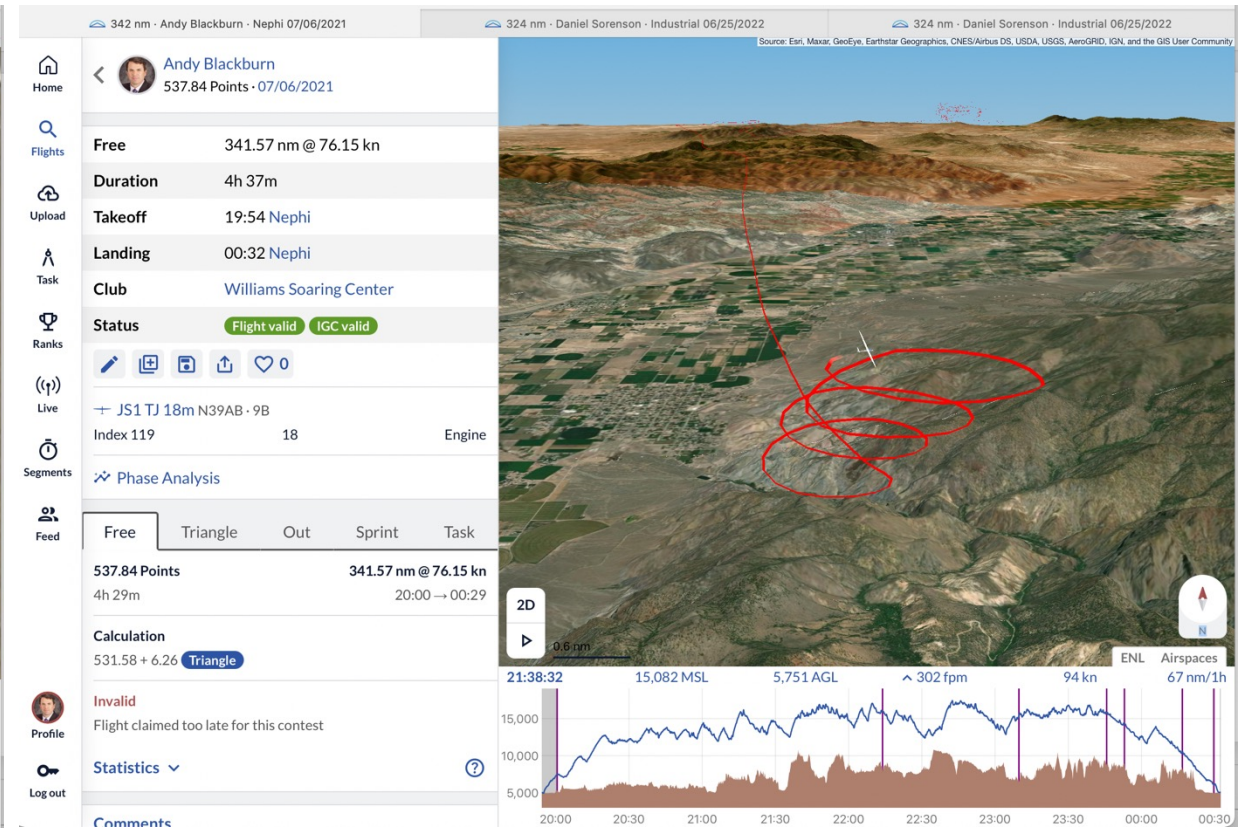 342 nm · Andy Blackburn · Nephi 07/06/2021
324 nm · Daniel Sorenson · Industrial 06/25/2022
324 nm · Daniel Sorenson · Industrial 06/25/2022
Source: Esri, Maxar, GeoEye, Earthstar Geographics, CNES/Airbus DS, USDA, USGS, AeroGRID, IGN, and the GIS User Community
Home
Flights
Upload
Task
Ranks
Live
Segments
Feed
Profile
Log out
Andy Blackburn
537.84 Points · 07/06/2021
Free 341.57 nm @ 76.15 kn
Duration 4h 37m
Takeoff 19:54 Nephi
Landing 00:32 Nephi
Club Williams Soaring Center
Status Flight valid IGC valid
0
JS1 TJ 18m N39AB · 9B
Index 119 18 Engine
Phase Analysis
Free Triangle Out Sprint Task
537.84 Points 341.57 nm @ 76.15 kn
4h 29m 20:00 → 00:29
Calculation
531.58 + 6.26 Triangle
Invalid
Flight claimed too late for this contest
Statistics
Comments
2D
0.6 nm
N
ENL Airspaces
21:38:32 15,082 MSL 5,751 AGL 302 fpm 94 kn 67 nm/1h
15,000
10,000
5,000
20:00 20:30 21:00 21:30 22:00 22:30 23:00 23:30 00:00 00:30